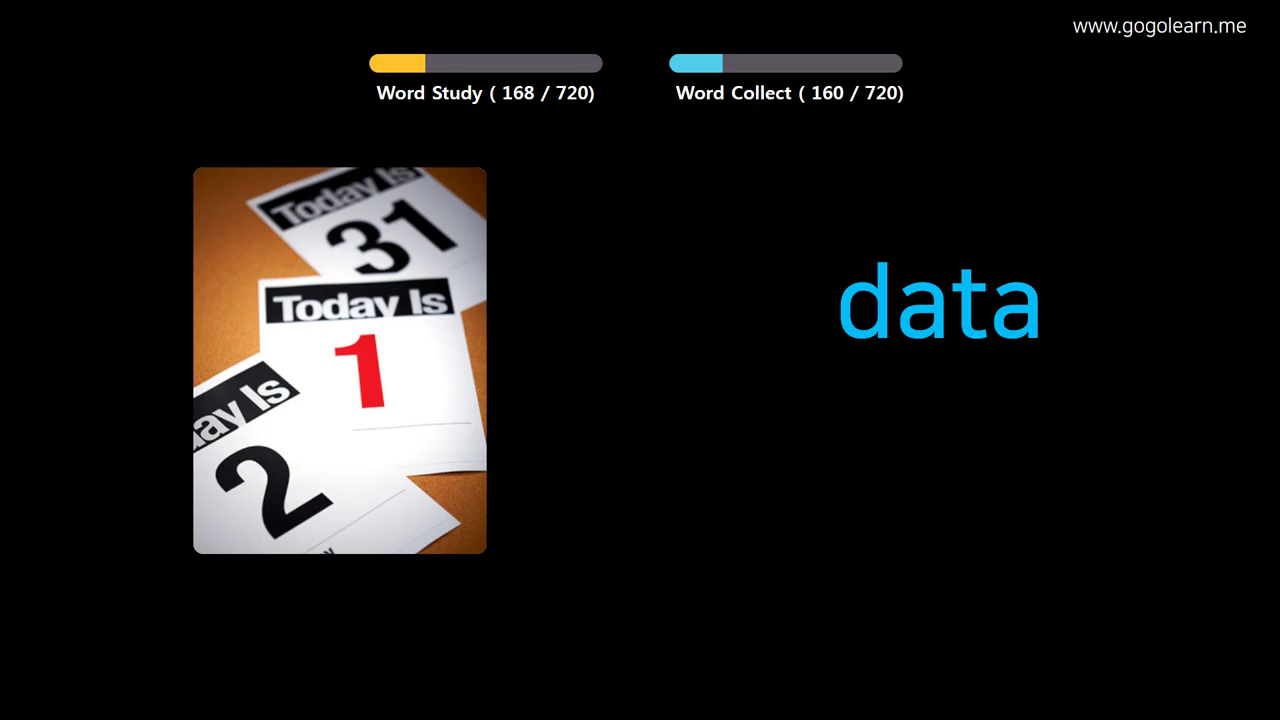 www.gogolearn.me
Word Study ( 168 / 720)
Word Collect ( 160 / 720)
Today Is
31
Today Is
1
day Is
2
data